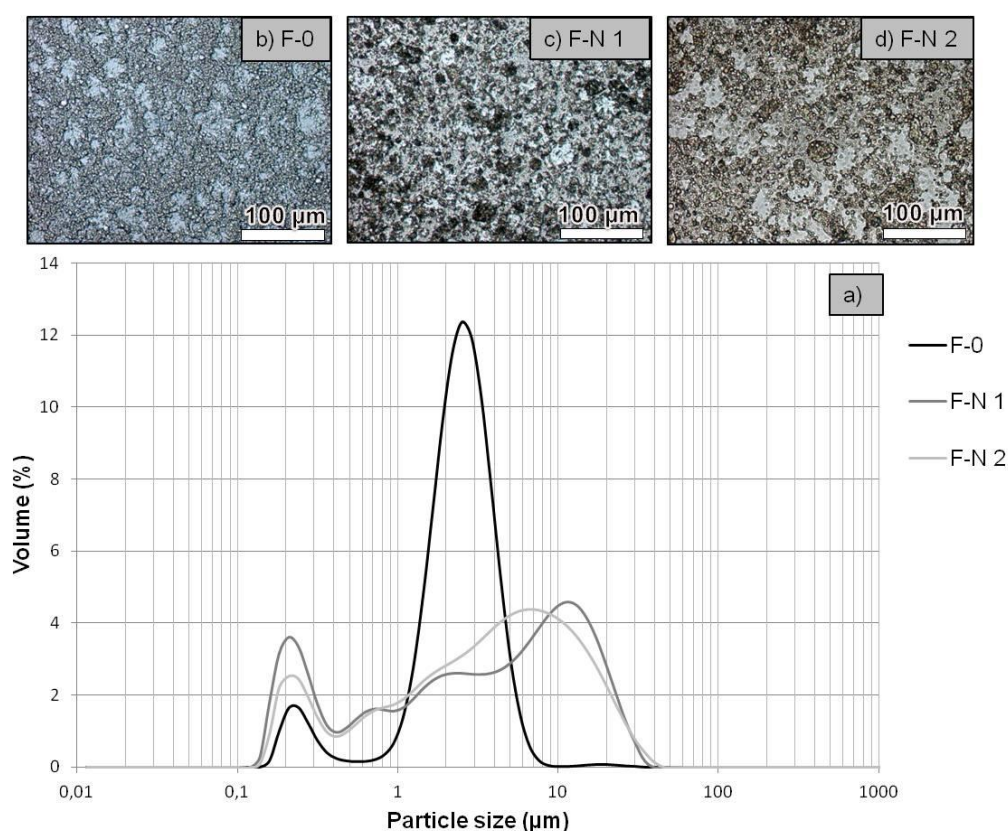 b) F-0
c) F-N 1
d) F-N 2
100 µm
100 µm
100 µm
14
12
10
8
6
4
2
0
Volume (%)
a)
F-0
F-N 1
F-N 2
0,01
0,1
1
10
100
1000
Particle size (µm)